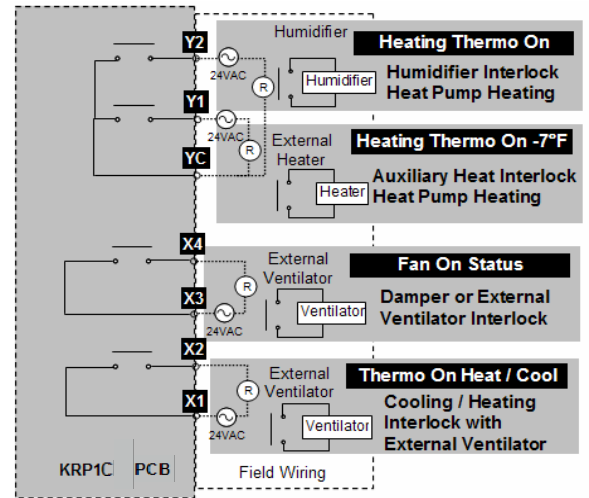 Y2
24VAC
R
Humidifier
Humidifier
Heating Thermo On
Humidifier Interlock
Heat Pump Heating
Y1
24VAC
R
YC
External
Heater
Heater
Heating Thermo On -7ºF
Auxiliary Heat Interlock
Heat Pump Heating
X4
R
X3
24VAC
External
Ventilator
Ventilator
Fan On Status
Damper or External
Ventilator Interlock
X2
R
X1
24VAC
External
Ventilator
Ventilator
Thermo On Heat / Cool
Cooling / Heating
Interlock with
External Ventilator
KRP1C PCB
Field Wiring